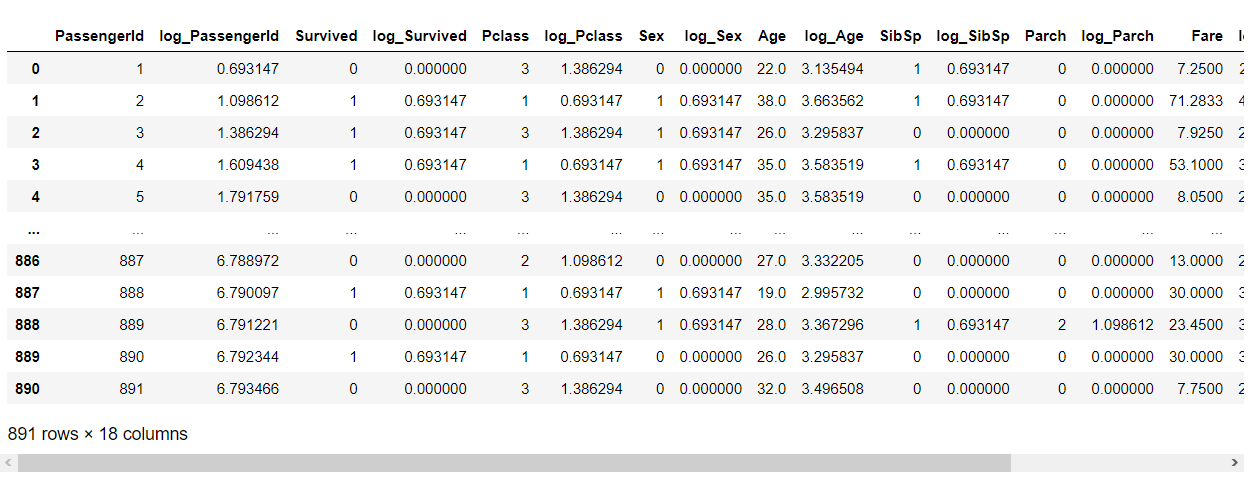 PassengerId log_PassengerId Survived log_Survived Pclass log_Pclass Sex log_Sex Age log_Age SibSp log_SibSp Parch log_Parch Fare
0 1 0.693147 0 0.000000 3 1.386294 0 0.000000 22.0 3.135494 1 0.693147 0 0.000000 7.2500 2
1 2 1.098612 1 0.693147 1 0.693147 1 0.693147 38.0 3.663562 1 0.693147 0 0.000000 71.2833 4
2 3 1.386294 1 0.693147 3 1.386294 1 0.693147 26.0 3.295837 0 0.000000 0 0.000000 7.9250 2
3 4 1.609438 1 0.693147 1 0.693147 1 0.693147 35.0 3.583519 1 0.693147 0 0.000000 53.1000 3
4 5 1.791759 0 0.000000 3 1.386294 0 0.000000 35.0 3.583519 0 0.000000 0 0.000000 8.0500 2
... ... ... ... ... ... ... ... ... ... ... ... ... ... ... ...
886 887 6.788972 0 0.000000 2 1.098612 0 0.000000 27.0 3.332205 0 0.000000 0 0.000000 13.0000 2
887 888 6.790097 1 0.693147 1 0.693147 1 0.693147 19.0 2.995732 0 0.000000 0 0.000000 30.0000 3
888 889 6.791221 0 0.000000 3 1.386294 1 0.693147 28.0 3.367296 1 0.693147 2 1.098612 23.4500 3
889 890 6.792344 1 0.693147 1 0.693147 0 0.000000 26.0 3.295837 0 0.000000 0 0.000000 30.0000 3
890 891 6.793466 0 0.000000 3 1.386294 0 0.000000 32.0 3.496508 0 0.000000 0 0.000000 7.7500 2
891 rows × 18 columns